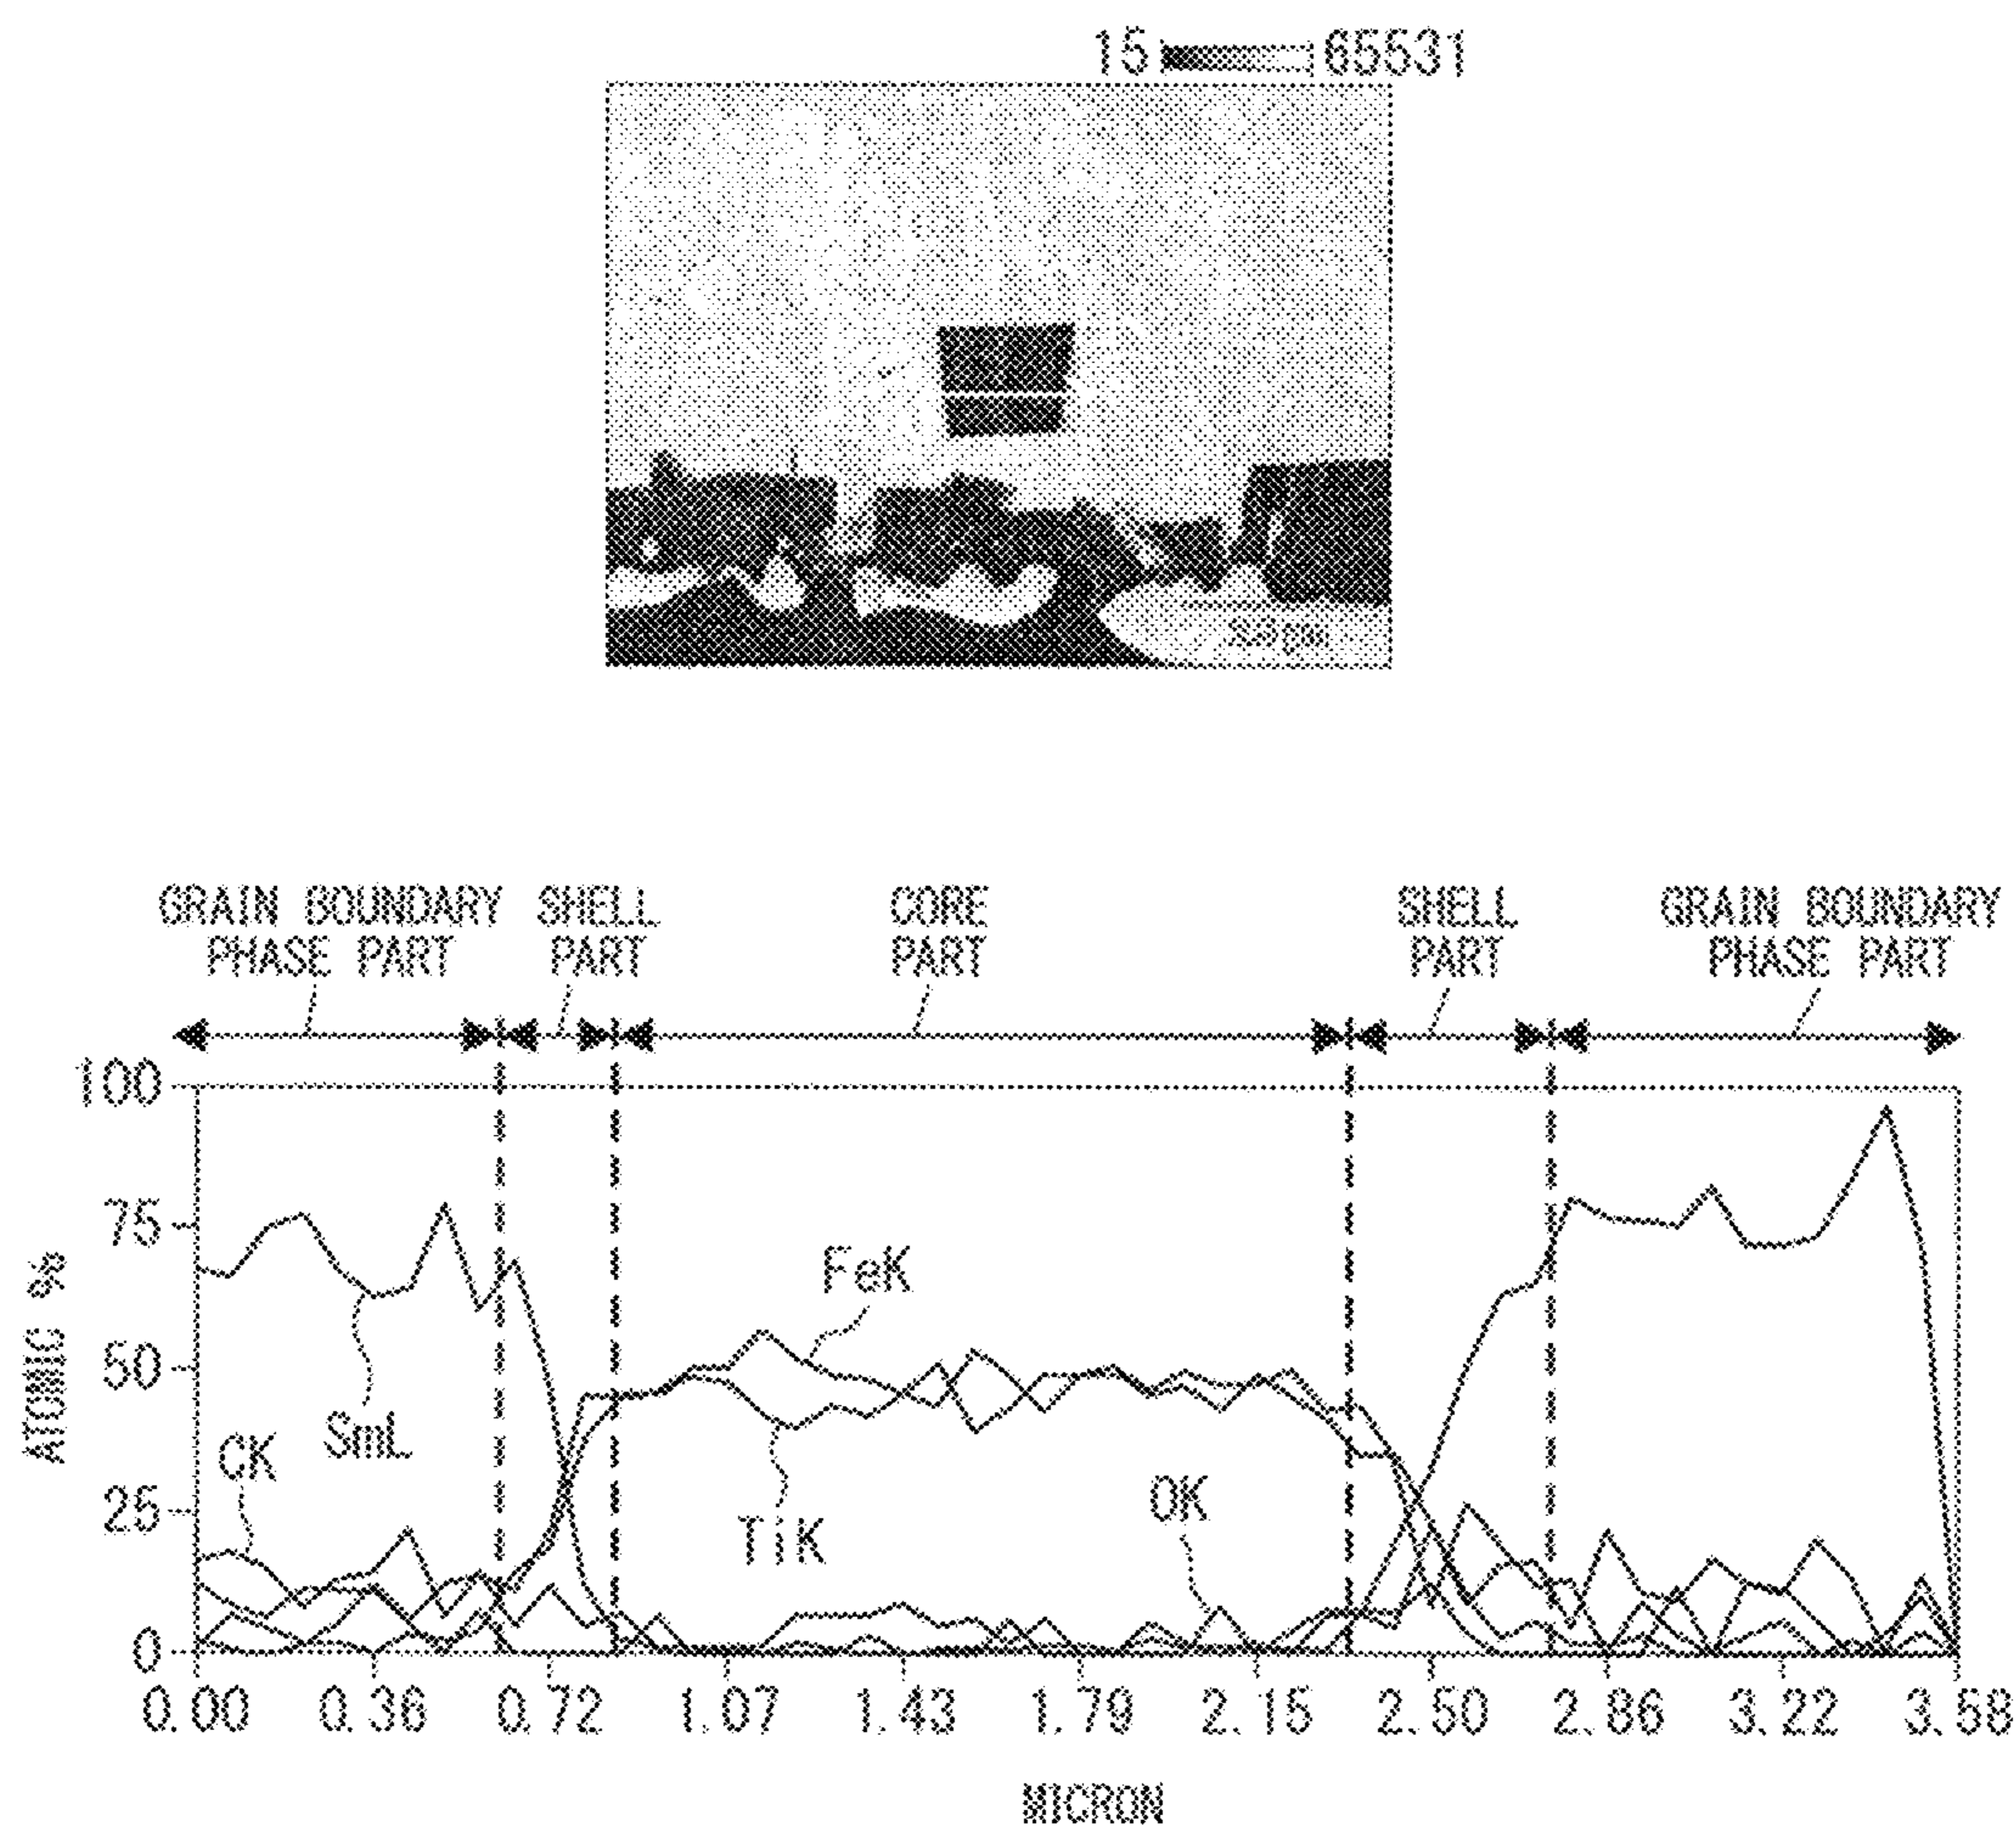 15 65531
GRAIN BOUNDARY PHASE PART
SHELL PART
CORE PART
SHELL PART
GRAIN BOUNDARY PHASE PART
100
75
50
25
0
ATOMIC %
CK
SmL
FeK
TiK
OK
0.00 0.36 0.72 1.07 1.43 1.79 2.15 2.50 2.86 3.22 3.58
MICRON